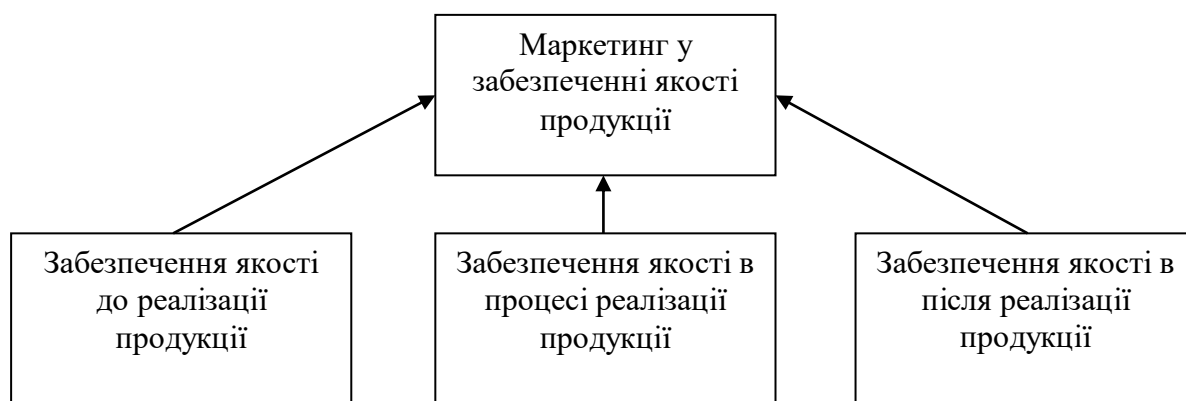 Маркетинг у
забезпеченні якості
продукції
Забезпечення якості
до реалізації
продукції
Забезпечення якості в
процесі реалізації
продукції
Забезпечення якості в
після реалізації
продукції